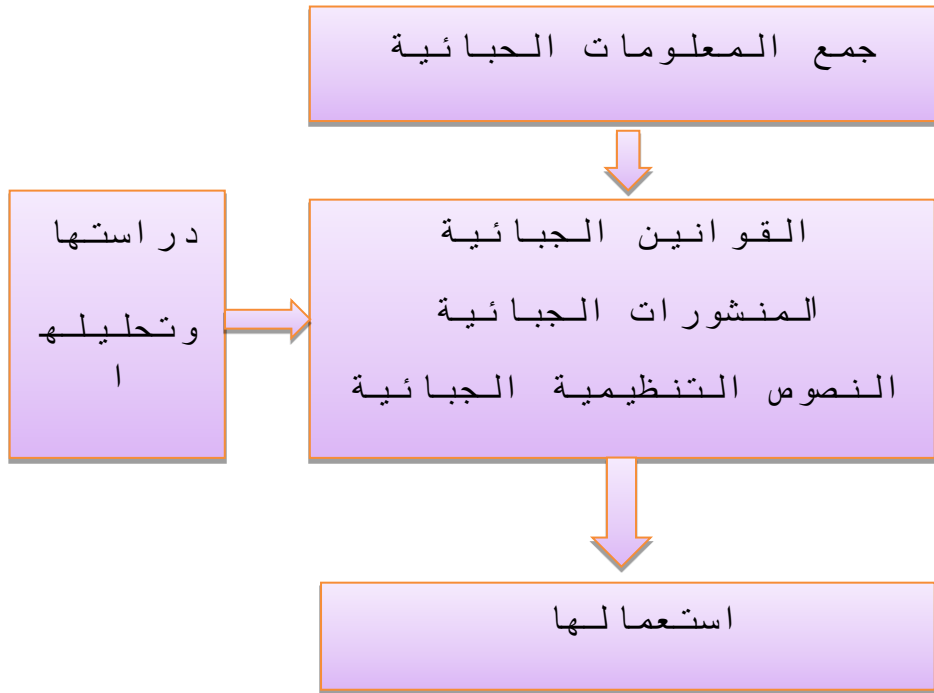 جمع المعلومات الحبائية
القوانين الجبائية
المنشورات الجبائية
النصوص التنظيمية الجبائية
دراستها
وتحليله
ا
استعمالها